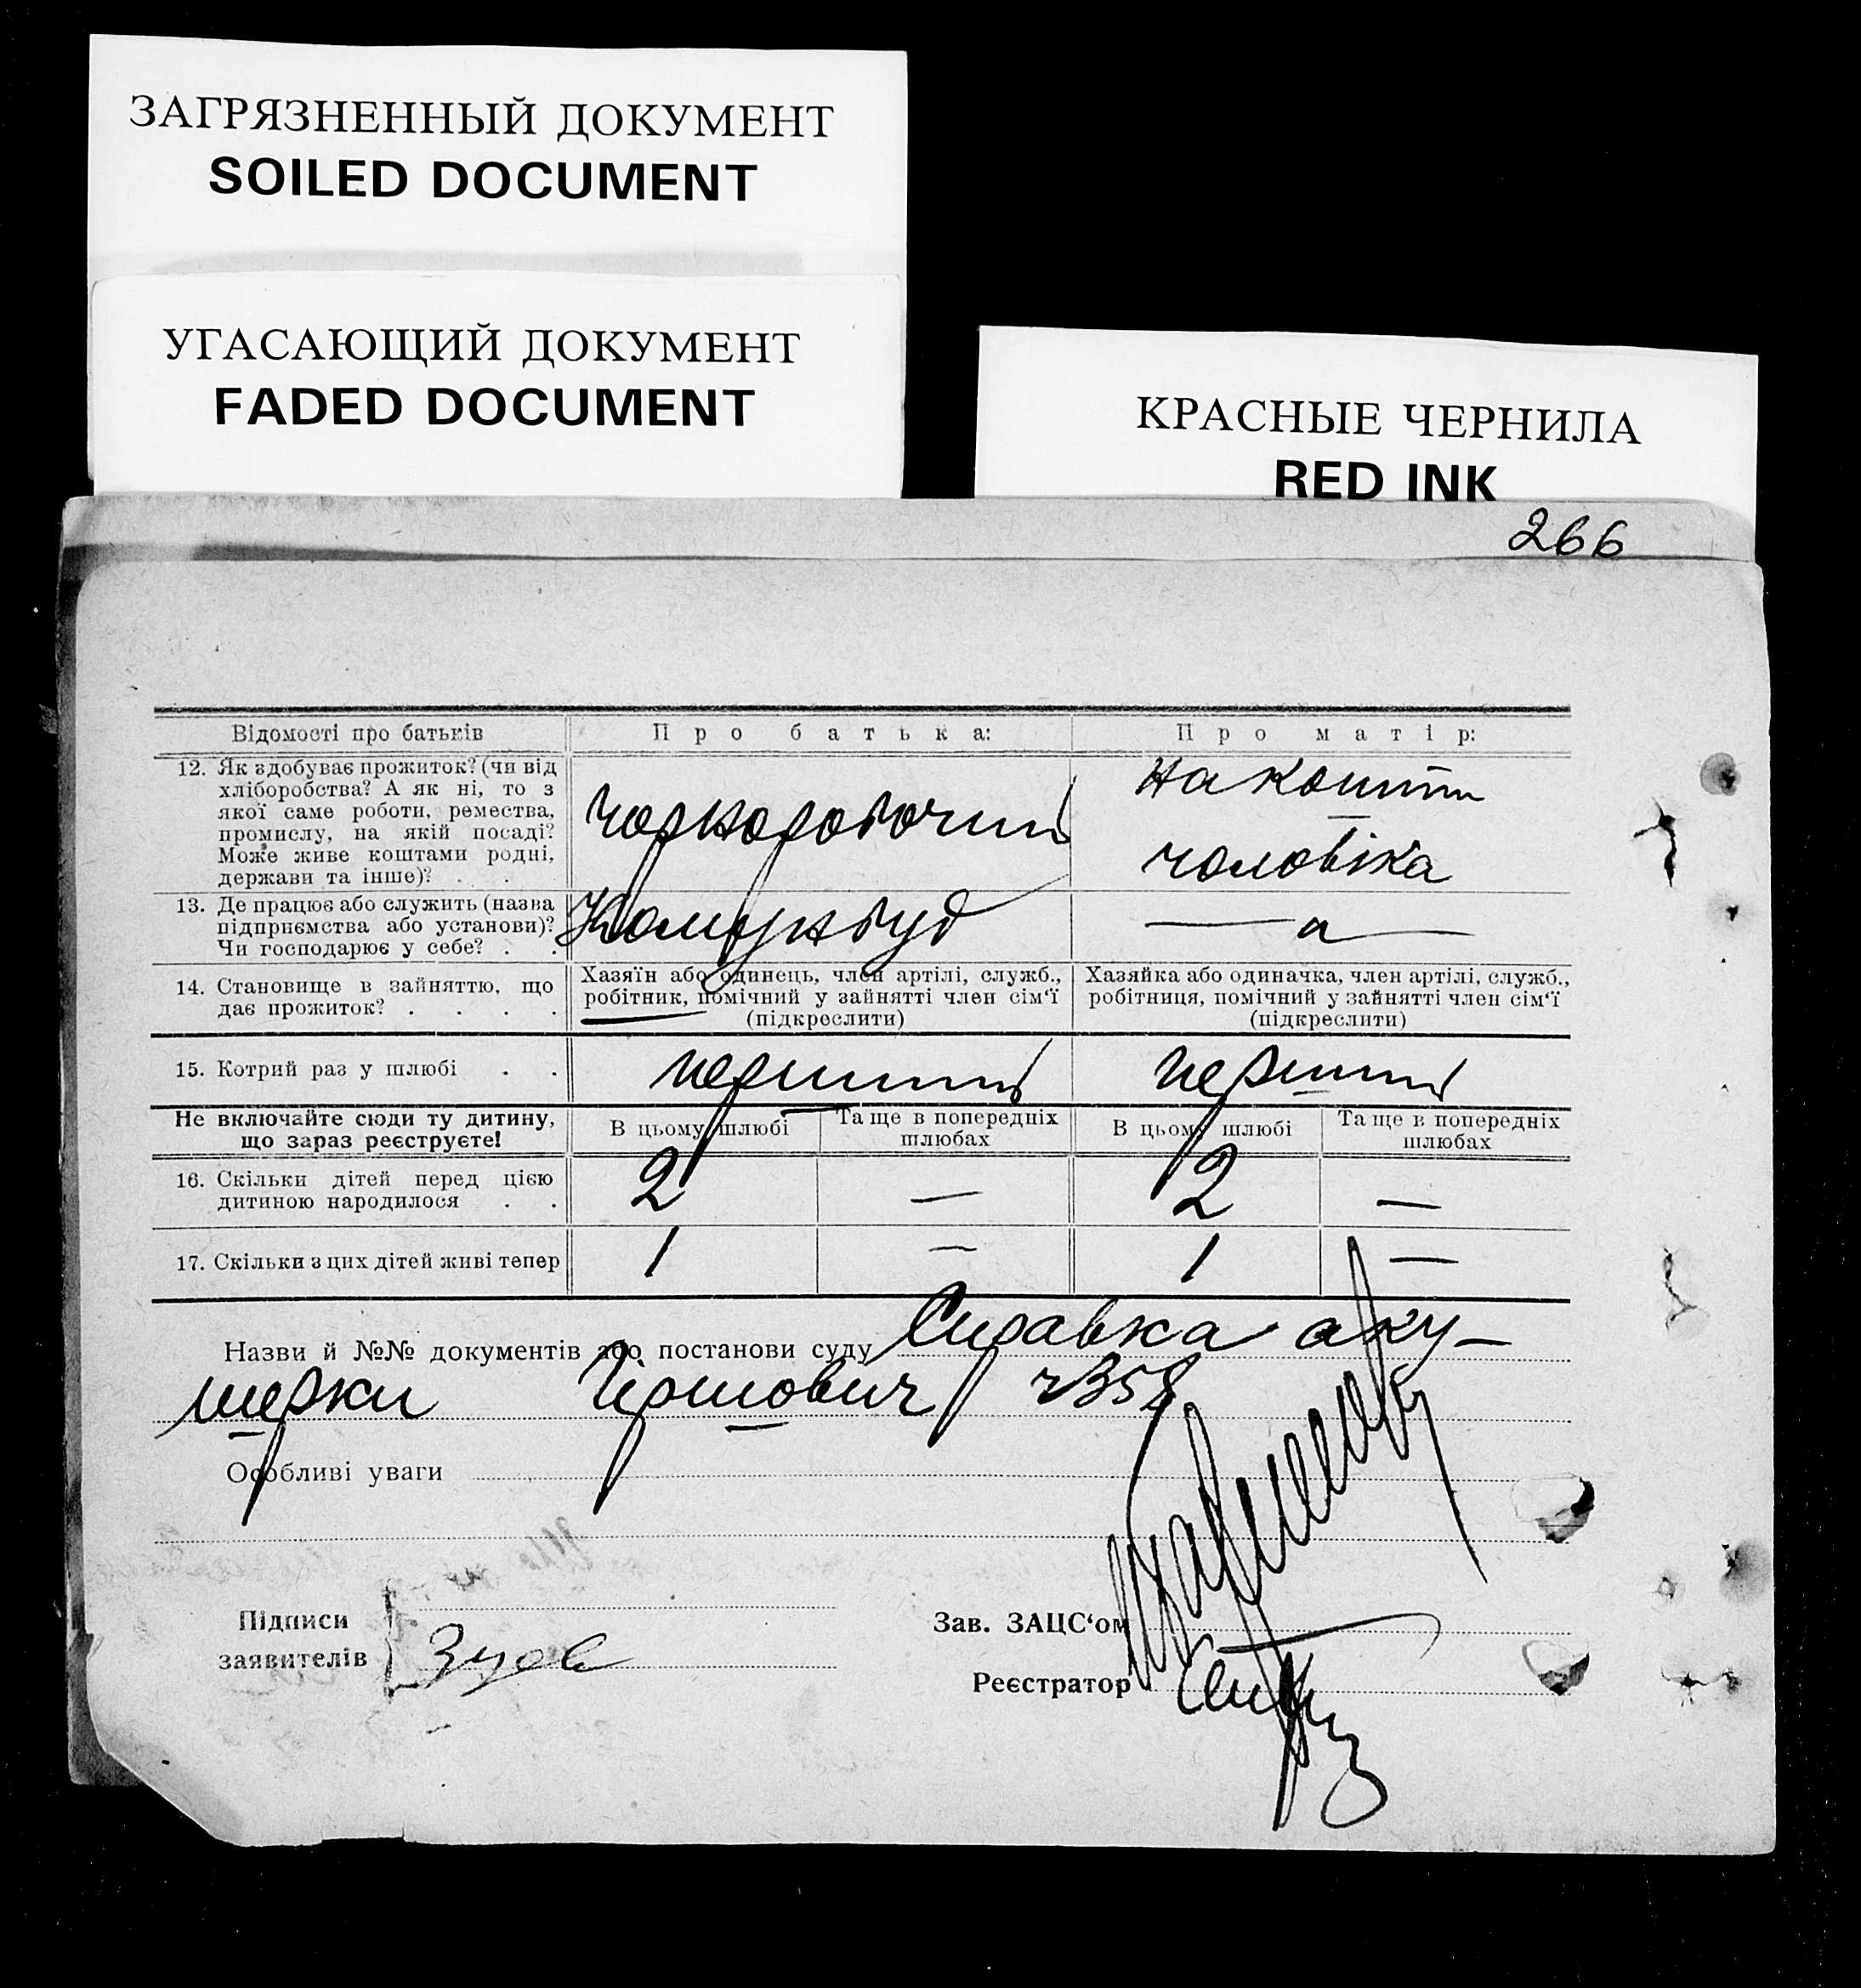 ЗАГРЯЗНЕННЫЙ ДОКУМЕНТ
SOILED DOCUMENT
УГАСАЮЩИЙ ДОКУМЕНТ
FADED DOCUMENT
КРАСНЫЕ ЧЕРНИЛА
RED INK
266
Відомості про батьків
Про батька:
Про матір:
12. Як здобуває прожиток? (чи від
хліборобства? А як ні, то з
якої саме роботи, ремества,
промислу, на якій посаді?
Може живе коштами родні,
держави та інше)? . .
чорноробочий
на кошти
чоловіка
13. Де працює або служить (назва
підприємства або установи)?
Чи господарює у себе? . .
Комунбуд
— „ —
14. Становище в зайняттю, що
дає прожиток? . . . .
Хазяїн або одинець, член артілі, служб.,
робітник, помічний у зайнятті член сім‘ї
(підкреслити)
Хазяйка або одиначка, член артілі, служб.,
робітниця, помічний у зайнятті член сім‘ї
(підкреслити)
15. Котрий раз у шлюбі . .
перший
перший
Не включайте сюди ту дитину,
що зараз реєструєте!
В цьому шлюбі
Та ще в попередніх
шлюбах
В цьому шлюбі
Та ще в попередніх
шлюбах
16. Скільки дітей перед цією
дитиною народилося . .
2
—
2
—
17. Скільки з цих дітей живі тепер
1
—
1
—
Назви й №№ документів або постанови суду Справка аку-
шерки
Особливі уваги
Підписи
заявителів
Зав. ЗАЦС‘ом
Реєстратор